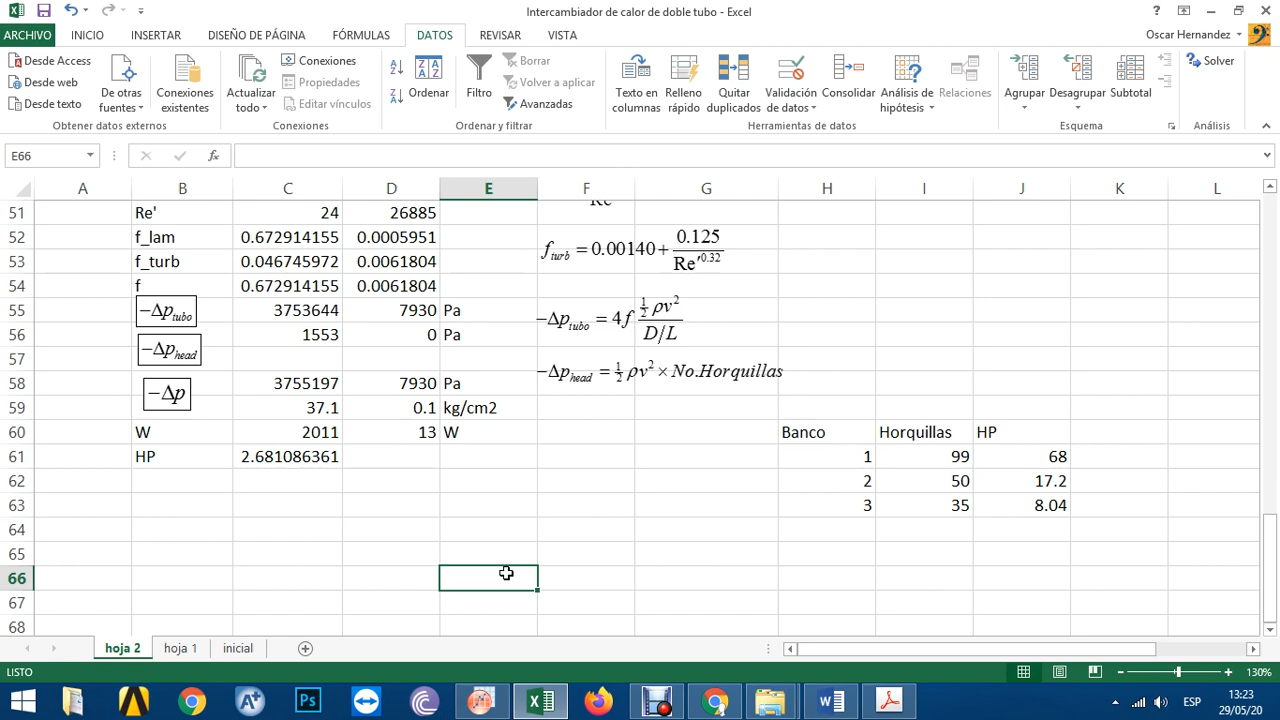 Intercambiador de calor de doble tubo - Excel
ARCHIVO INICIO INSERTAR DISEÑO DE PÁGINA FÓRMULAS DATOS REVISAR VISTA Oscar Hernandez
Desde Access
Desde web
Desde texto
De otras fuentes
Conexiones existentes
Actualizar todo
Conexiones
Propiedades
Editar vínculos
Ordenar
Filtro
Borrar
Volver a aplicar
Avanzadas
Texto en columnas
Relleno rápido
Quitar duplicados
Validación de datos
Consolidar
Análisis de hipótesis
Relaciones
Agrupar
Desagrupar
Subtotal
Solver
Obtener datos externos Conexiones Ordenar y filtrar Herramientas de datos Esquema Análisis
E66 fx
A B C D E F G H I J K L
51 Re' 24 26885 Re
52 f_lam 0.672914155 0.0005951
f_turb = 0.00140 + 0.125 / Re'^0.32
53 f_turb 0.046745972 0.0061804
54 f 0.672914155 0.0061804
55 −Δp_tubo 3753644 7930 Pa
−Δp_tubo = 4f ½ρv² / D/L
56 −Δp_head 1553 0 Pa
57
−Δp_head = ½ρv² × No.Horquillas
58 −Δp 3755197 7930 Pa
59 37.1 0.1 kg/cm2
60 W 2011 13 W Banco Horquillas HP
61 HP 2.681086361 1 99 68
62 2 50 17.2
63 3 35 8.04
64
65
66
67
68
hoja 2 hoja 1 inicial
LISTO 130%
ESP 13:23
29/05/20